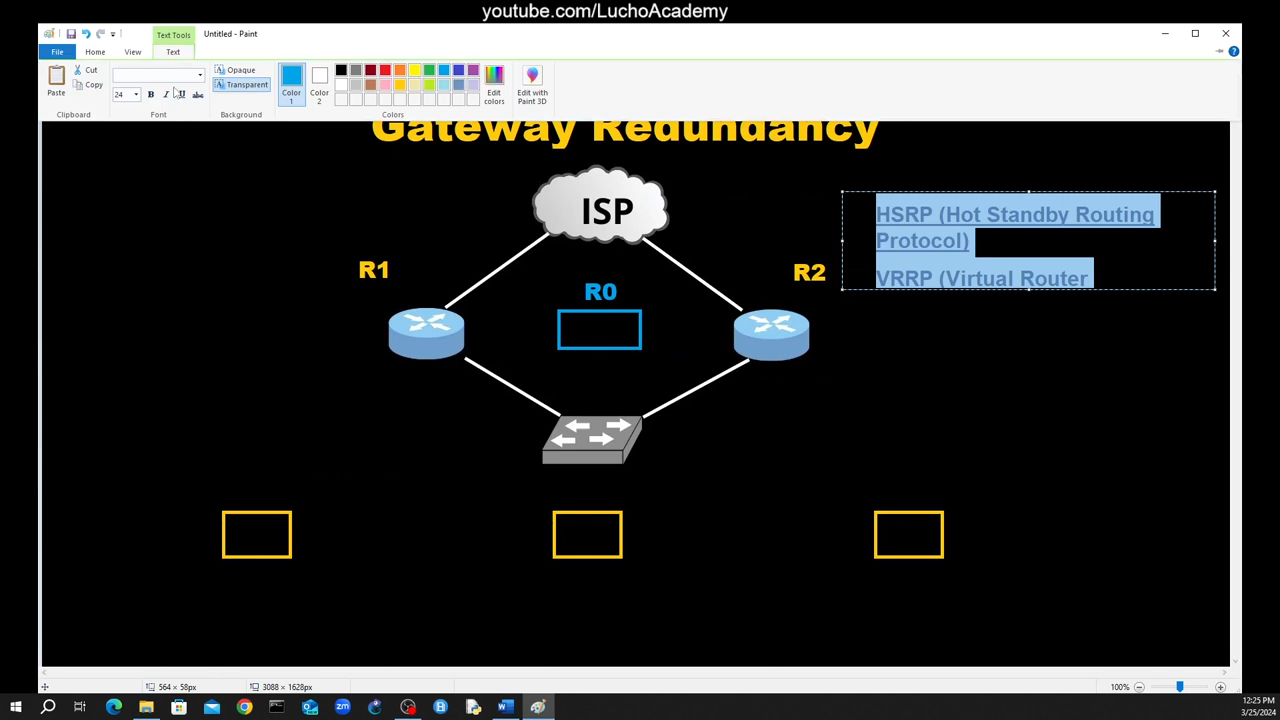 youtube.com/LuchoAcademy
Text Tools
Untitled - Paint
File
Home
View
Text
Cut
Opaque
Paste
Copy
24
Transparent
Color 1
Color 2
Edit colors
Edit with Paint 3D
Clipboard
Font
Background
Colors
Gateway Redundancy
ISP
HSRP (Hot Standby Routing
Protocol)
VRRP (Virtual Router
R1
R2
R0
564 × 58px
3088 × 1628px
100%
12:25 PM
3/25/2024